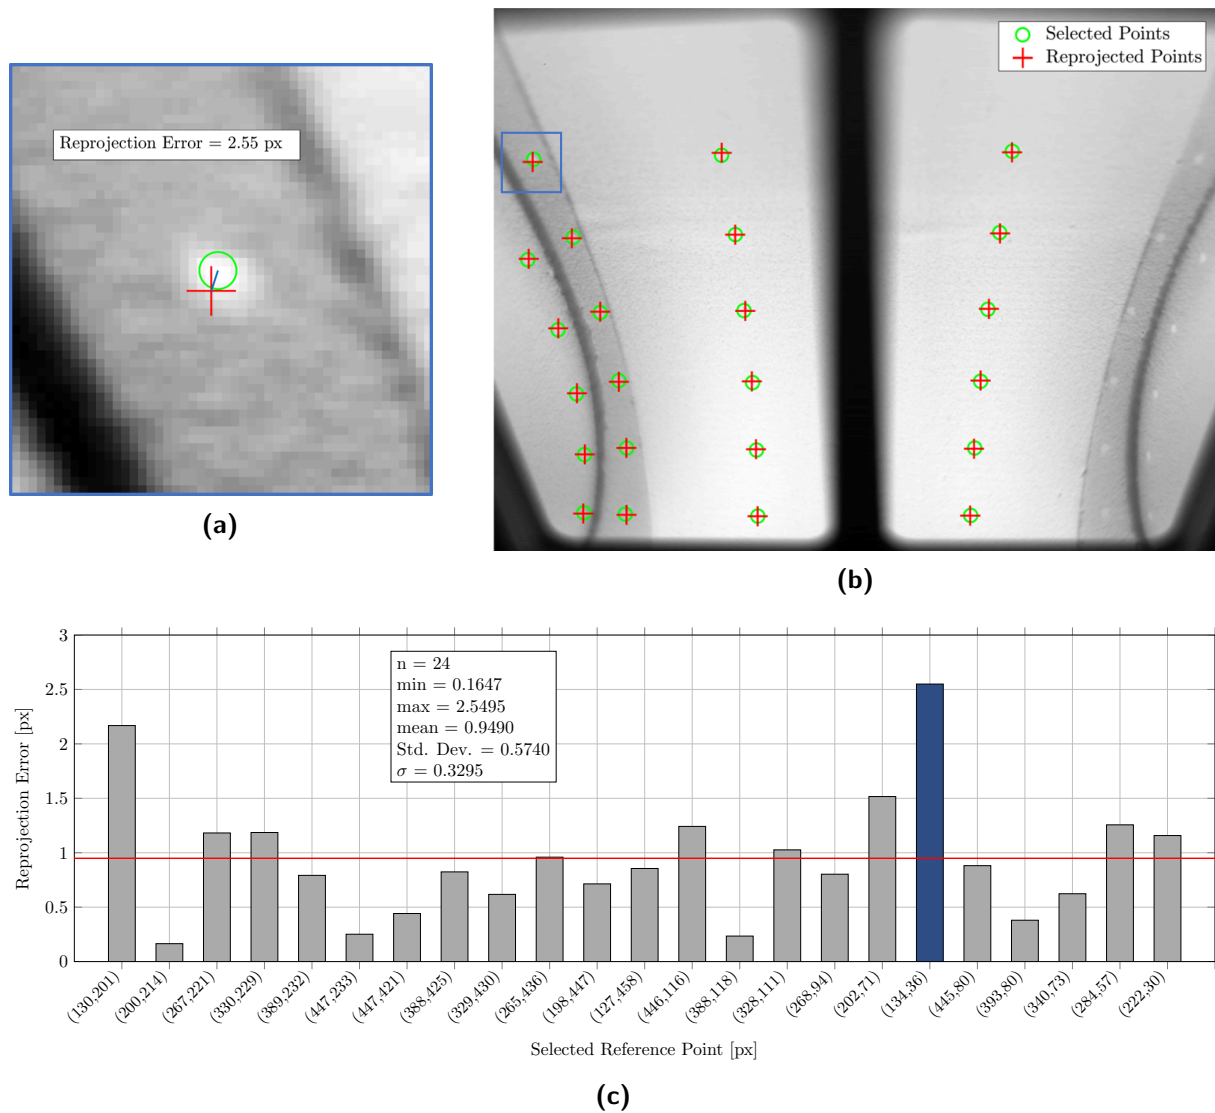 Reprojection Error = 2.55 px
(a)
Selected Points
Reprojected Points
(b)
Reprojection Error [px]
3
2.5
2
1.5
1
0.5
0
n = 24
min = 0.1647
max = 2.5495
mean = 0.9490
Std. Dev. = 0.5740
σ = 0.3295
(130,201)
(200,214)
(267,221)
(330,229)
(389,232)
(447,233)
(447,421)
(388,425)
(329,430)
(265,436)
(198,447)
(127,458)
(446,116)
(388,118)
(328,111)
(268,94)
(202,71)
(134,36)
(445,80)
(393,80)
(340,73)
(284,57)
(222,30)
Selected Reference Point [px]
(c)